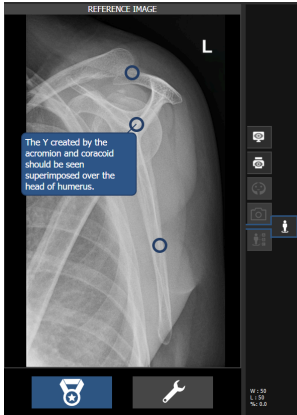 REFERENCE IMAGE
L
The Y created by the
acromion and coracoid
should be seen
superimposed over the
head of humerus.
W : 50
L : 50
%: 0.0